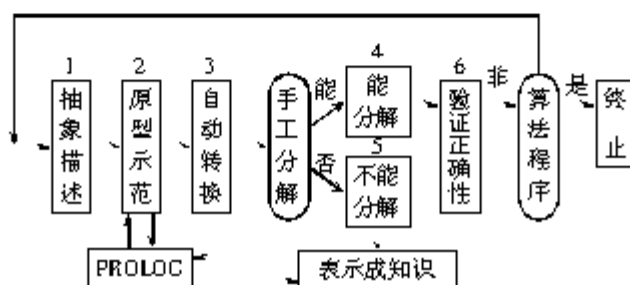 1
抽象描述
2
原型示范
3
自动转换
手工分解
能
否
4
能
分解
5
不能
分解
6
验证正确性
非
算法程序
是
终止
PROLOC
表示成知识